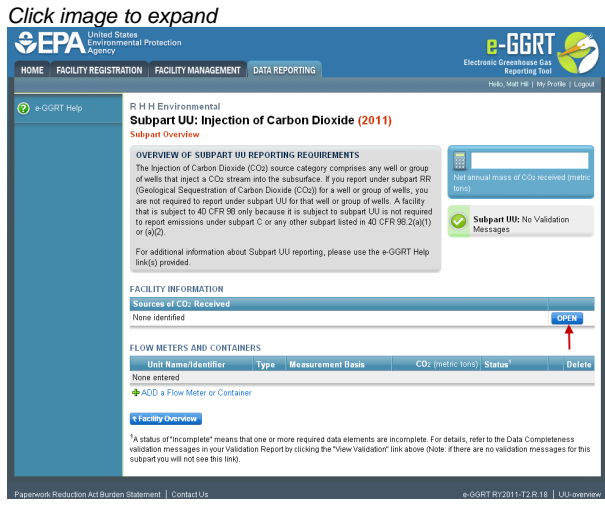 Click image to expand
EPA United States Environmental Protection Agency
e-GGRT
Electronic Greenhouse Gas
Reporting Tool
HOME FACILITY REGISTRATION FACILITY MANAGEMENT DATA REPORTING
Hello, Matt Hill | My Profile | Logout
e-GGRT Help
R H H Environmental
Subpart UU: Injection of Carbon Dioxide (2011)
Subpart Overview
OVERVIEW OF SUBPART UU REPORTING REQUIREMENTS
The Injection of Carbon Dioxide (CO2) source category comprises any well or group
of wells that inject a CO2 stream into the subsurface. If you report under subpart RR
(Geological Sequestration of Carbon Dioxide (CO2)) for a well or group of wells, you
are not required to report under subpart UU for that well or group of wells. A facility
that is subject to 40 CFR 98 only because it is subject to subpart UU is not required
to report emissions under subpart C or any other subpart listed in 40 CFR 98.2(a)(1)
or (a)(2).
For additional information about Subpart UU reporting, please use the e-GGRT Help
link(s) provided.
Net annual mass of CO2 received (metric
tons)
Subpart UU: No Validation
Messages
FACILITY INFORMATION
Sources of CO2 Received
None identified OPEN
FLOW METERS AND CONTAINERS
Unit Name/Identifier Type Measurement Basis CO2 (metric tons) Status1 Delete
None entered
ADD a Flow Meter or Container
Facility Overview
1A status of "Incomplete" means that one or more required data elements are incomplete. For details, refer to the Data Completeness
validation messages in your Validation Report by clicking the "View Validation" link above (Note: if there are no validation messages for this
subpart you will not see this link).
Paperwork Reduction Act Burden Statement | Contact Us e-GGRT RY2011-T2.R.18 | UU-overview